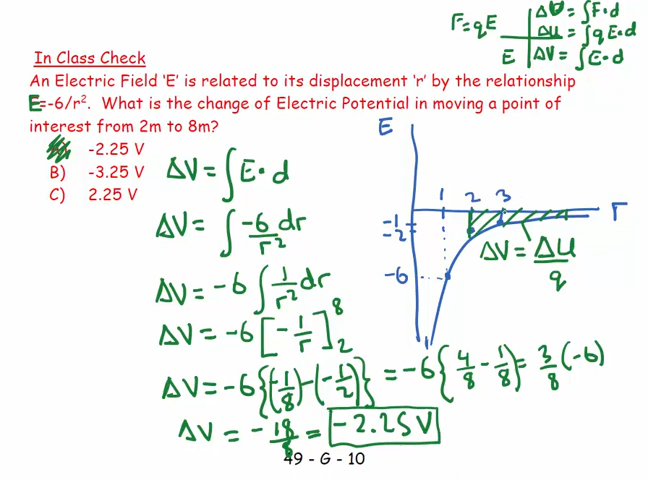 F=qE
ΔU = ∫F·d
ΔU = ∫qE·d
E ΔV = ∫E·d
In Class Check
An Electric Field 'E' is related to its displacement 'r' by the relationship
E=-6/r². What is the change of Electric Potential in moving a point of
interest from 2m to 8m?
-2.25 V
B) -3.25 V
C) 2.25 V
ΔV = ∫E·d
ΔV = ∫ -6/r² dr
ΔV = -6 ∫ 1/r² dr
ΔV = -6 [-1/r]₂⁸
ΔV = -6{(-1/8)-(-1/2)} = -6{4/8 - 1/8} = 3/8 (-6)
ΔV = -18/8 = -2.25 V
E
1 2 3 r
-1
-2
-6
ΔV = ΔU/q
49 - G - 10